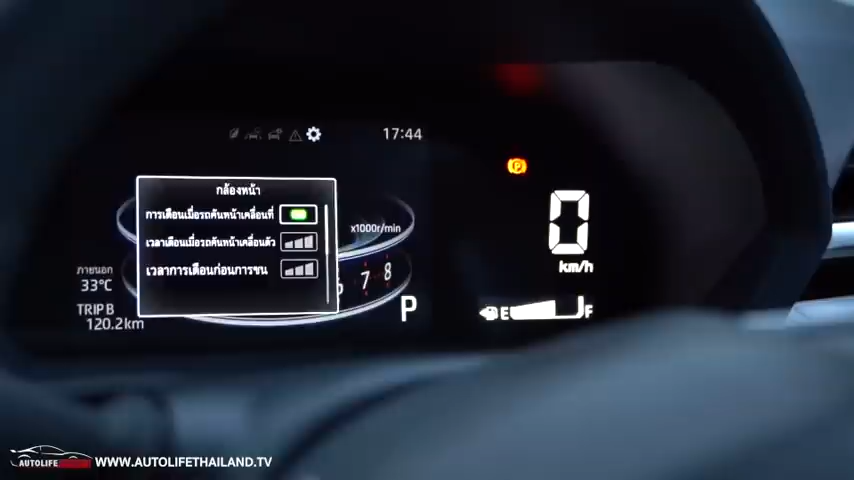 17:44
กล้องหน้า
การเตือนเมื่อรถคันหน้าเคลื่อนที่
เวลาเตือนเมื่อรถคันหน้าเคลื่อนตัว
เวลาการเตือนก่อนการชน
x1000r/min
7 8
ภายนอก
33°C
TRIP B
120.2km
P
(P)
0
km/h
E F
AUTOLIFE
WWW.AUTOLIFETHAILAND.TV